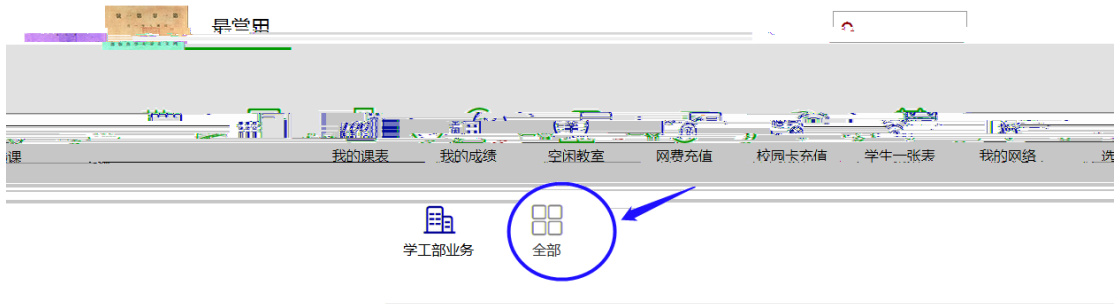 最常用
课 我的课表 我的成绩 空闲教室 网费充值 校园卡充值 学生一张表 我的网络 选
学工部业务 全部